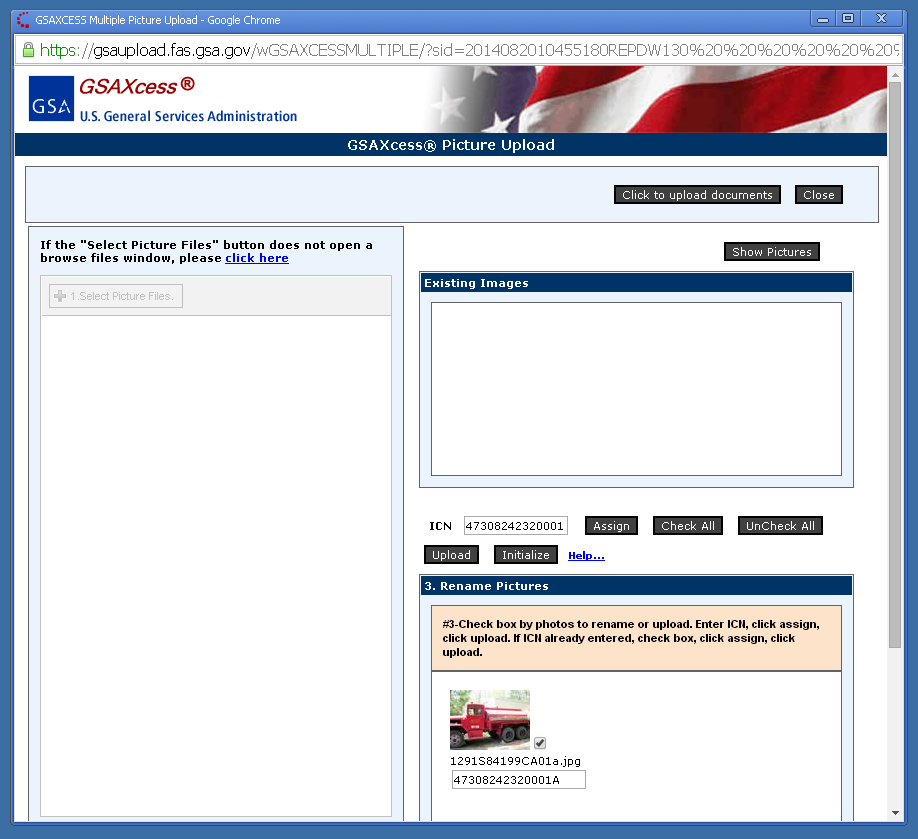 GSAXCESS Multiple Picture Upload - Google Chrome
https://gsaupload.fas.gsa.gov/wGSAXCESSMULTIPLE/?sid=2014082010455180REPDW130%20%20%20%20%20%20%
GSA
GSAXcess ®
U.S. General Services Administration
GSAXcess® Picture Upload
Click to upload documents
Close
If the "Select Picture Files" button does not open a
browse files window, please click here
1.Select Picture Files.
Show Pictures
Existing Images
ICN 47308242320001 Assign Check All UnCheck All
Upload Initialize Help...
3. Rename Pictures
#3-Check box by photos to rename or upload. Enter ICN, click assign,
click upload. If ICN already entered, check box, click assign, click
upload.
1291S84199CA01a.jpg
47308242320001A